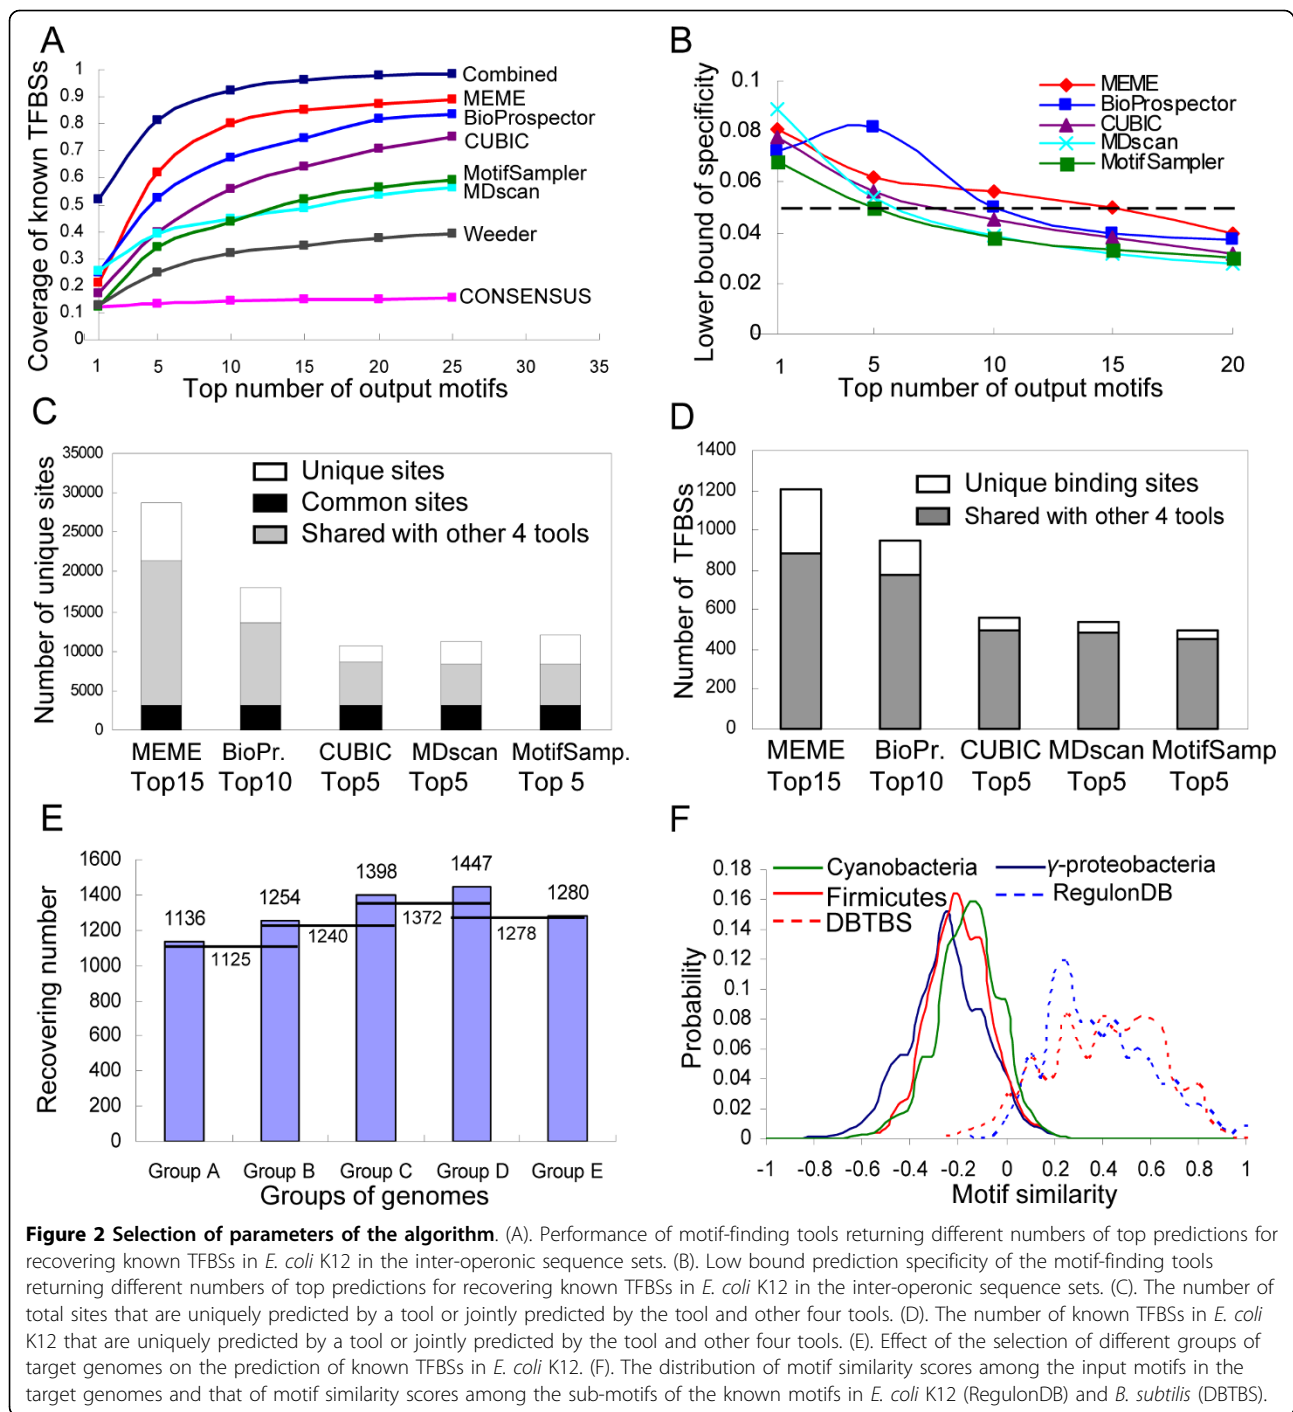 A
Coverage of known TFBSs
1
0.9
0.8
0.7
0.6
0.5
0.4
0.3
0.2
0.1
0
1 5 10 15 20 25 30 35
Top number of output motifs
Combined
MEME
BioProspector
CUBIC
MotifSampler
MDscan
Weeder
CONSENSUS
B
Lower bound of specificity
0.1
0.08
0.06
0.04
0.02
0
1 5 10 15 20
Top number of output motifs
MEME
BioProspector
CUBIC
MDscan
MotifSampler
C
Number of unique sites
35000
30000
25000
20000
15000
10000
5000
0
Unique sites
Common sites
Shared with other 4 tools
MEME BioPr. CUBIC MDscan MotifSamp.
Top15 Top10 Top5 Top5 Top 5
D
Number of TFBSs
1400
1200
1000
800
600
400
200
0
Unique binding sites
Shared with other 4 tools
MEME BioPr. CUBIC MDscan MotifSamp
Top15 Top10 Top5 Top5 Top5
E
Recovering number
1600
1400
1200
1000
800
600
400
200
0
1136 1254 1398 1447 1280
1125 1240 1372 1278
Group A Group B Group C Group D Group E
Groups of genomes
F
Probability
0.18
0.16
0.14
0.12
0.1
0.08
0.06
0.04
0.02
0
Cyanobacteria γ-proteobacteria
Firmicutes RegulonDB
DBTBS
-1 -0.8 -0.6 -0.4 -0.2 0 0.2 0.4 0.6 0.8 1
Motif similarity
Figure 2 Selection of parameters of the algorithm. (A). Performance of motif-finding tools returning different numbers of top predictions for
recovering known TFBSs in E. coli K12 in the inter-operonic sequence sets. (B). Low bound prediction specificity of the motif-finding tools
returning different numbers of top predictions for recovering known TFBSs in E. coli K12 in the inter-operonic sequence sets. (C). The number of
total sites that are uniquely predicted by a tool or jointly predicted by the tool and other four tools. (D). The number of known TFBSs in E. coli
K12 that are uniquely predicted by a tool or jointly predicted by the tool and other four tools. (E). Effect of the selection of different groups of
target genomes on the prediction of known TFBSs in E. coli K12. (F). The distribution of motif similarity scores among the input motifs in the
target genomes and that of motif similarity scores among the sub-motifs of the known motifs in E. coli K12 (RegulonDB) and B. subtilis (DBTBS).